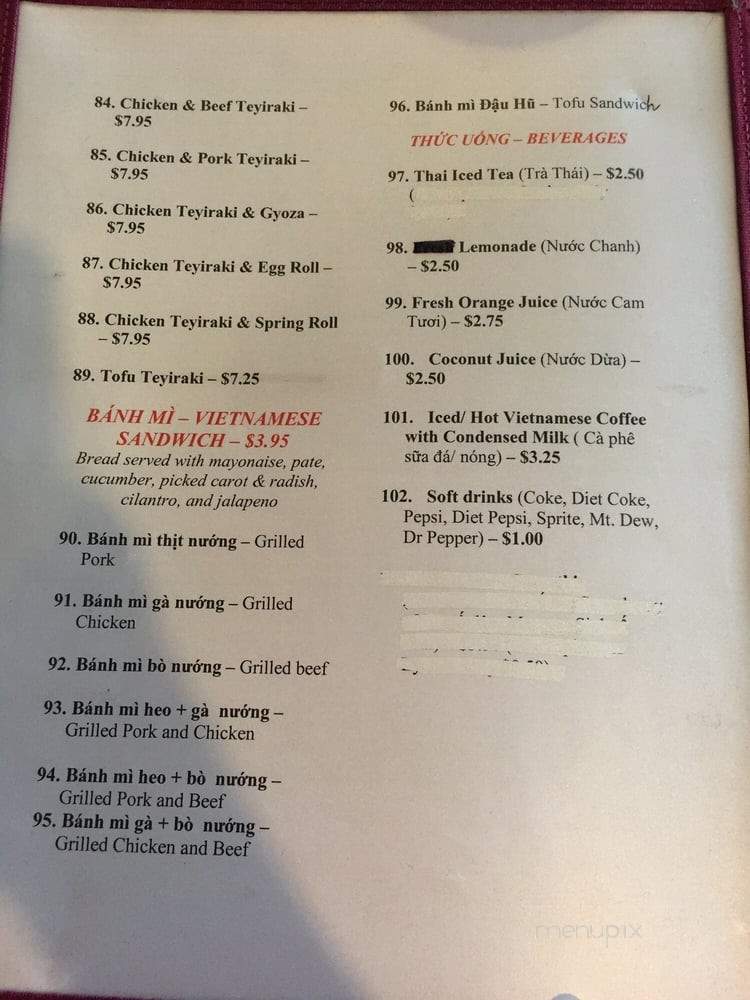 84. Chicken & Beef Teyiraki –
$7.95
85. Chicken & Pork Teyiraki –
$7.95
86. Chicken Teyiraki & Gyoza –
$7.95
87. Chicken Teyiraki & Egg Roll –
$7.95
88. Chicken Teyiraki & Spring Roll
– $7.95
89. Tofu Teyiraki – $7.25
BÁNH MÌ – VIETNAMESE
SANDWICH – $3.95
Bread served with mayonaise, pate,
cucumber, picked carot & radish,
cilantro, and jalapeno
90. Bánh mì thịt nướng – Grilled
Pork
91. Bánh mì gà nướng – Grilled
Chicken
92. Bánh mì bò nướng – Grilled beef
93. Bánh mì heo + gà nướng –
Grilled Pork and Chicken
94. Bánh mì heo + bò nướng –
Grilled Pork and Beef
95. Bánh mì gà + bò nướng –
Grilled Chicken and Beef
96. Bánh mì Đậu Hũ – Tofu Sandwich
THỨC UỐNG – BEVERAGES
97. Thai Iced Tea (Trà Thái) – $2.50
(
98. Lemonade (Nước Chanh)
– $2.50
99. Fresh Orange Juice (Nước Cam
Tươi) – $2.75
100. Coconut Juice (Nước Dừa) –
$2.50
101. Iced/ Hot Vietnamese Coffee
with Condensed Milk ( Cà phê
sữa đá/ nóng) – $3.25
102. Soft drinks (Coke, Diet Coke,
Pepsi, Diet Pepsi, Sprite, Mt. Dew,
Dr Pepper) – $1.00
menupix